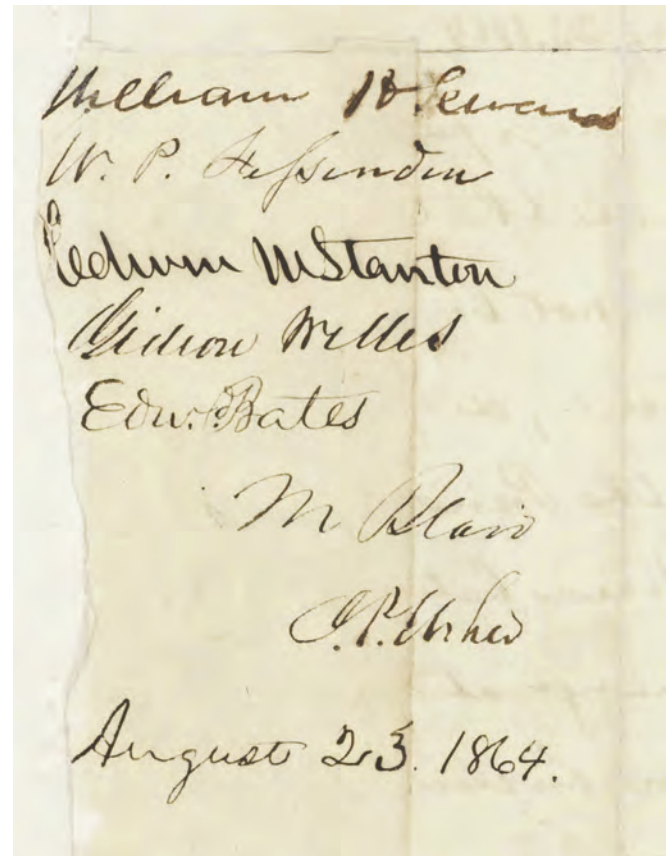 William H Seward
W. P. Fessenden
Edwin M Stanton
Gideon Welles
Edw. Bates
M Blair
J. P. Usher
August 23. 1864.